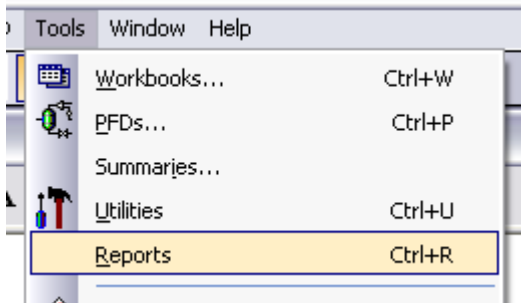 Tools Window Help
Workbooks... Ctrl+W
PFDs... Ctrl+P
Summaries...
Utilities Ctrl+U
Reports Ctrl+R